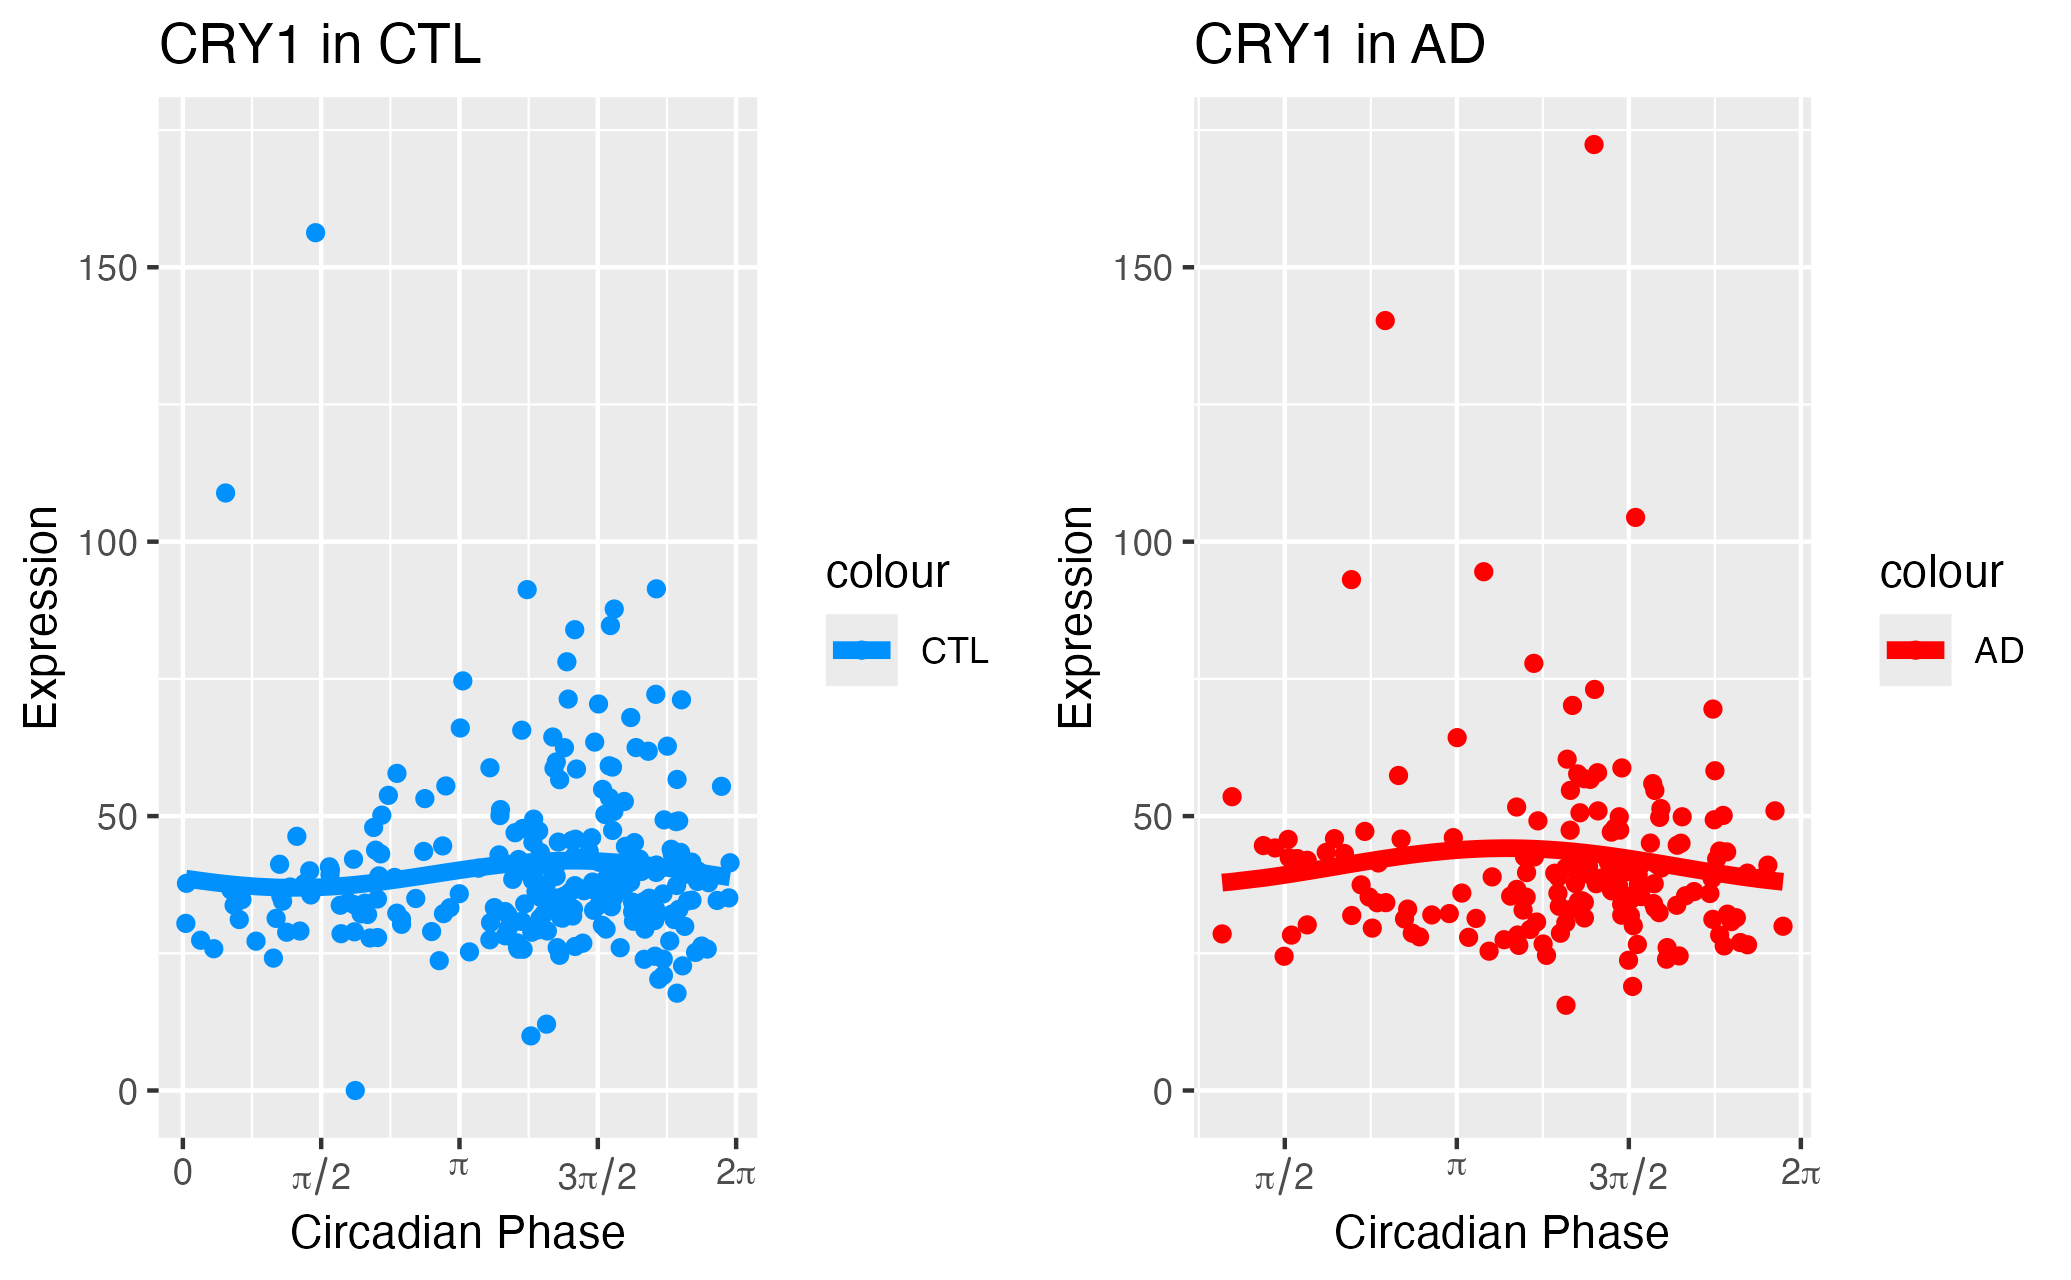 CRY1 in CTL
Expression
150
100
50
0
0
π/2
π
3π/2
2π
Circadian Phase
colour
CTL
CRY1 in AD
Expression
150
100
50
0
π/2
π
3π/2
2π
Circadian Phase
colour
AD